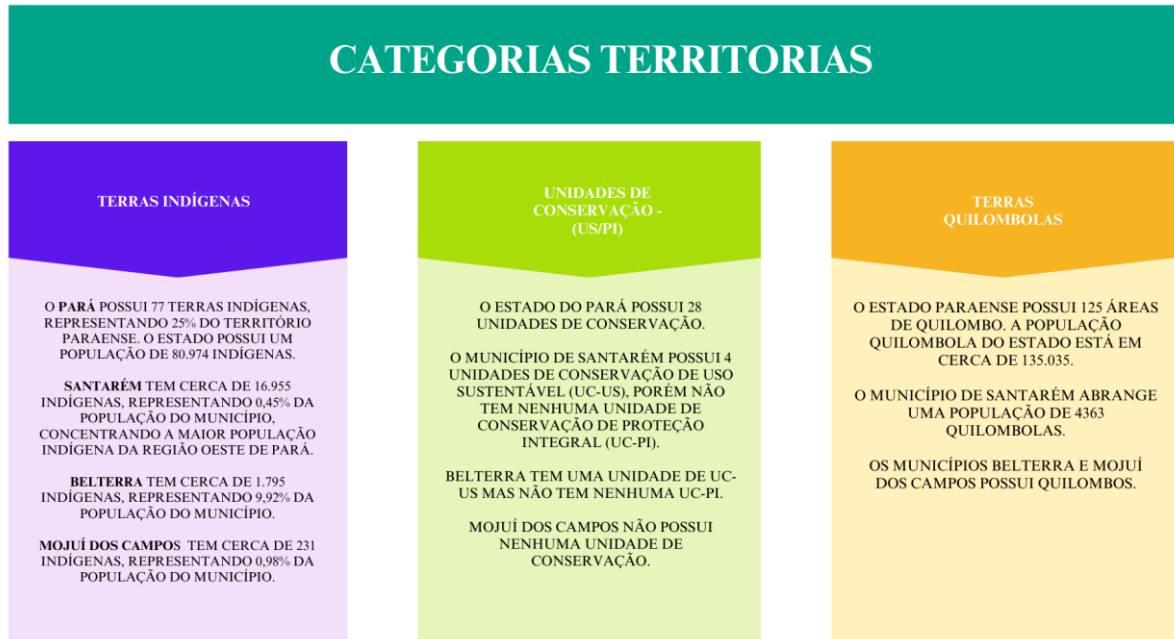 CATEGORIAS TERRITORIAS
TERRAS INDÍGENAS
O PARÁ POSSUI 77 TERRAS INDÍGENAS,
REPRESENTANDO 25% DO TERRITÓRIO
PARAENSE. O ESTADO POSSUI UM
POPULAÇÃO DE 80.974 INDÍGENAS.
SANTARÉM TEM CERCA DE 16.955
INDÍGENAS, REPRESENTANDO 0,45% DA
POPULAÇÃO DO MUNICÍPIO,
CONCENTRANDO A MAIOR POPULAÇÃO
INDÍGENA DA REGIÃO OESTE DE PARÁ.
BELTERRA TEM CERCA DE 1.795
INDÍGENAS, REPRESENTANDO 9,92% DA
POPULAÇÃO DO MUNICÍPIO.
MOJUÍ DOS CAMPOS TEM CERCA DE 231
INDÍGENAS, REPRESENTANDO 0,98% DA
POPULAÇÃO DO MUNICÍPIO.
UNIDADES DE
CONSERVAÇÃO -
(US/PI)
O ESTADO DO PARÁ POSSUI 28
UNIDADES DE CONSERVAÇÃO.
O MUNICÍPIO DE SANTARÉM POSSUI 4
UNIDADES DE CONSERVAÇÃO DE USO
SUSTENTÁVEL (UC-US), PORÉM NÃO
TEM NENHUMA UNIDADE DE
CONSERVAÇÃO DE PROTEÇÃO
INTEGRAL (UC-PI).
BELTERRA TEM UMA UNIDADE DE UC-
US MAS NÃO TEM NENHUMA UC-PI.
MOJUÍ DOS CAMPOS NÃO POSSUI
NENHUMA UNIDADE DE
CONSERVAÇÃO.
TERRAS
QUILOMBOLAS
O ESTADO PARAENSE POSSUI 125 ÁREAS
DE QUILOMBO. A POPULAÇÃO
QUILOMBOLA DO ESTADO ESTÁ EM
CERCA DE 135.035.
O MUNICÍPIO DE SANTARÉM ABRANGE
UMA POPULAÇÃO DE 4363
QUILOMBOLAS.
OS MUNICÍPIOS BELTERRA E MOJUÍ
DOS CAMPOS POSSUI QUILOMBOS.